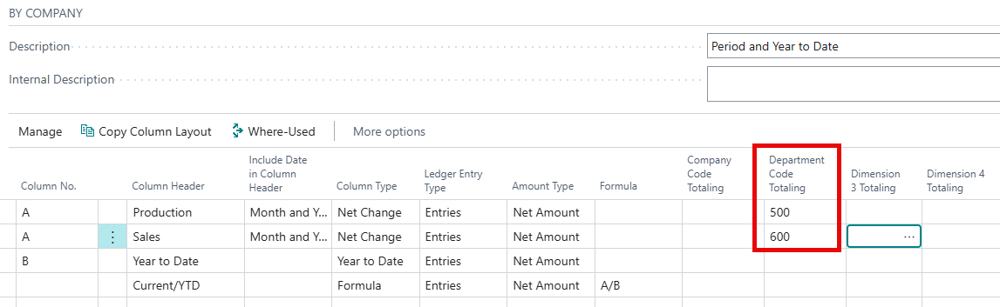 BY COMPANY
Description Period and Year to Date
Internal Description
Manage Copy Column Layout Where-Used More options
Include Date Company Department
in Column Ledger Entry Code Code Dimension Dimension 4
Column No. Column Header Header Column Type Type Amount Type Formula Totaling Totaling 3 Totaling Totaling
A Production Month and Y... Net Change Entries Net Amount 500
A Sales Month and Y... Net Change Entries Net Amount 600
B Year to Date Year to Date Entries Net Amount
Current/YTD Formula Entries Net Amount A/B